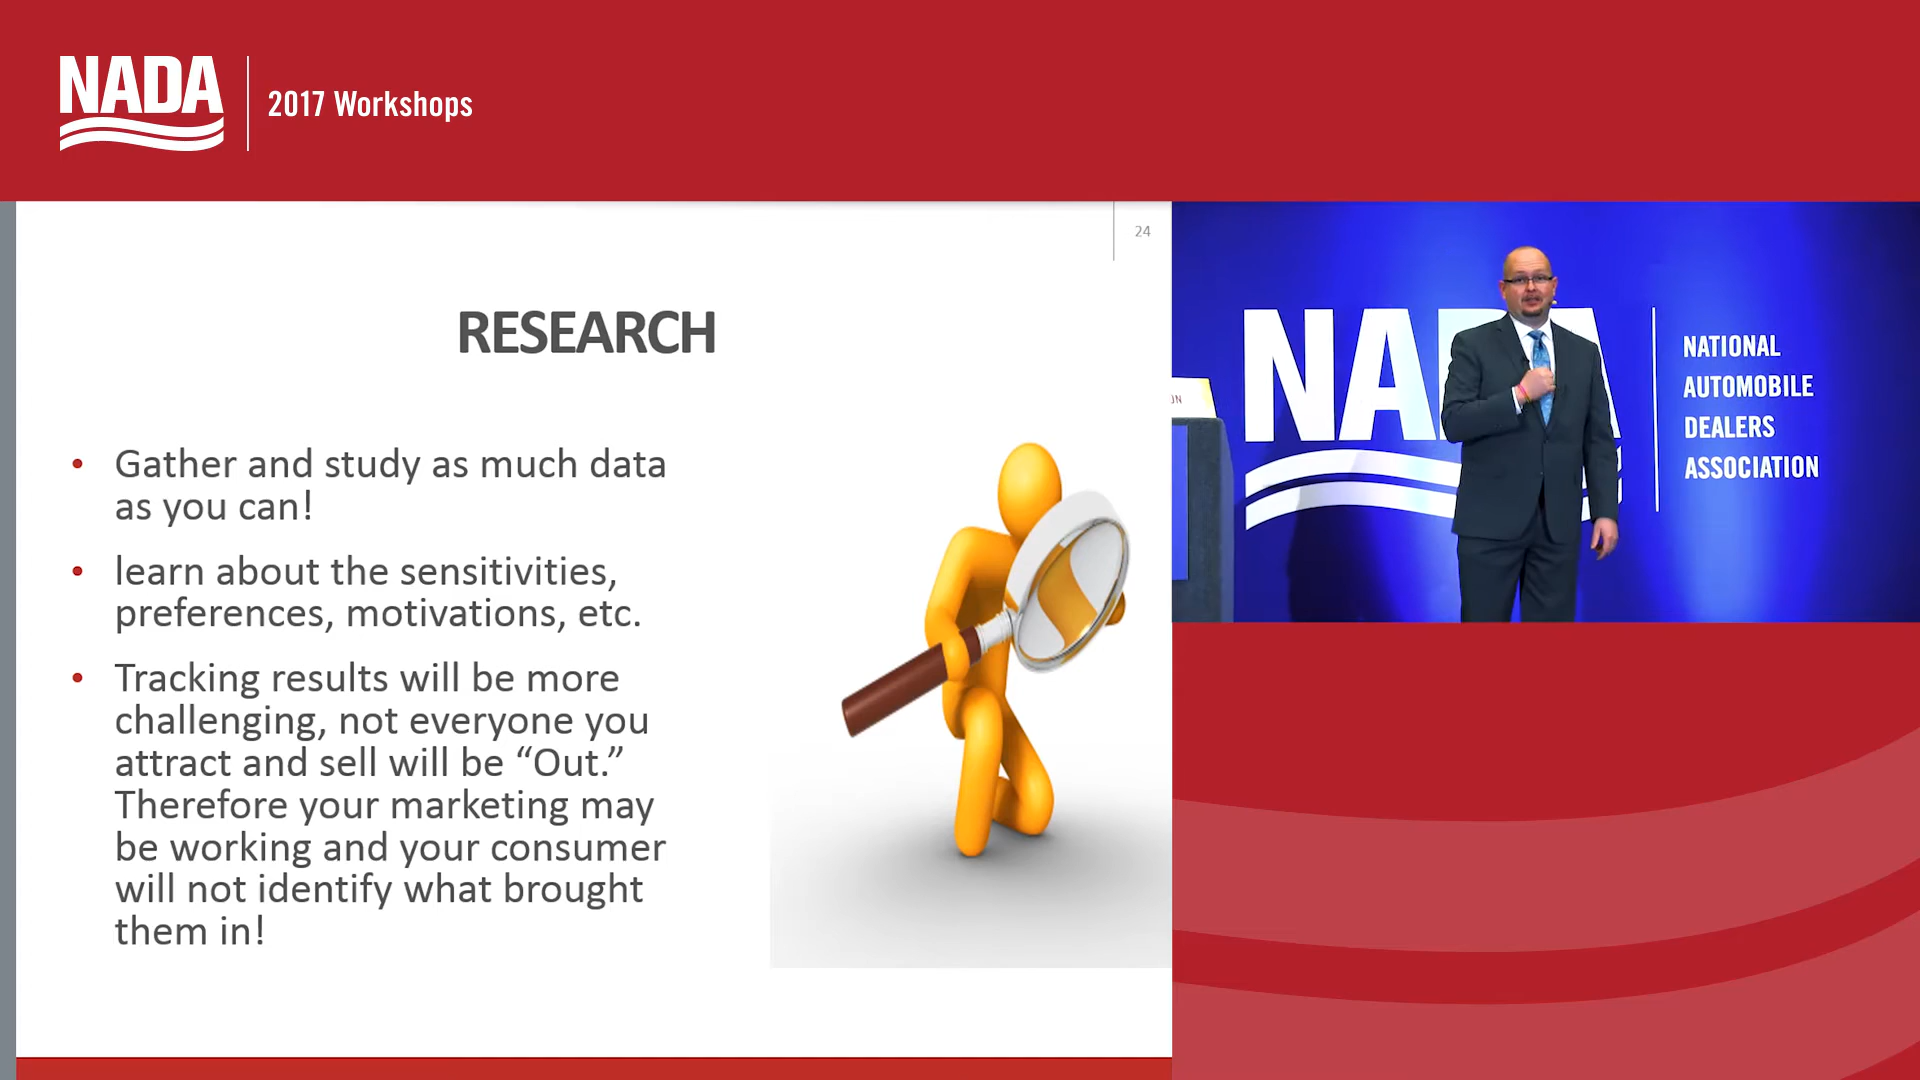 NADA
2017 Workshops
24
RESEARCH
• Gather and study as much data
as you can!
• learn about the sensitivities,
preferences, motivations, etc.
• Tracking results will be more
challenging, not everyone you
attract and sell will be “Out.”
Therefore your marketing may
be working and your consumer
will not identify what brought
them in!
NADA
NATIONAL
AUTOMOBILE
DEALERS
ASSOCIATION